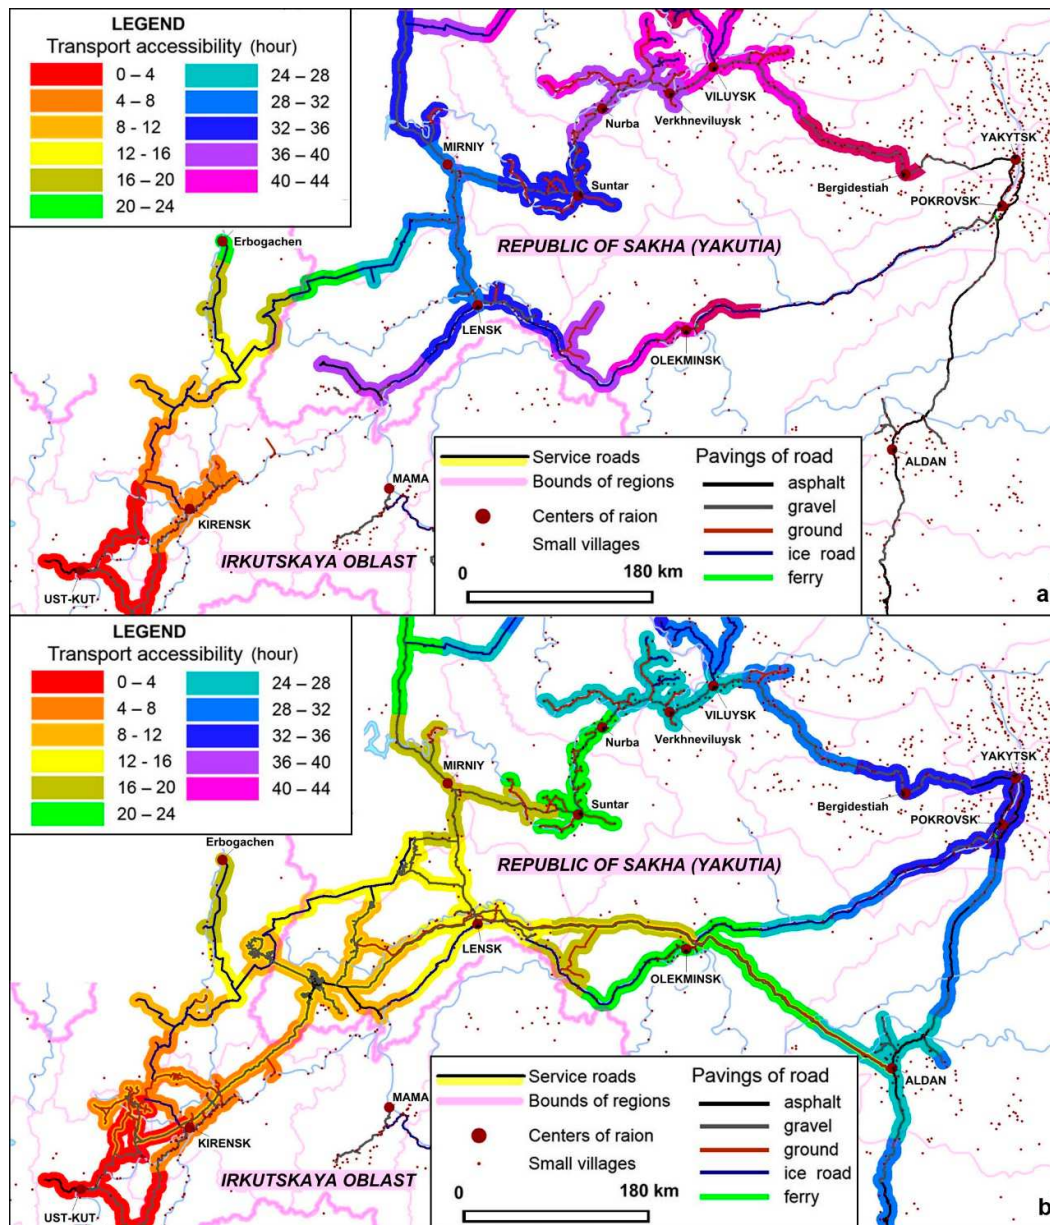 LEGEND
Transport accessibility (hour)
0 – 4
4 – 8
8 - 12
12 - 16
16 – 20
20 – 24
24 – 28
28 – 32
32 – 36
36 – 40
40 – 44
MIRNIY
Nurba
Verkhneviluysk
VILUYSK
YAKYTSK
Suntar
Bergidestiah
POKROVSK
Erbogachen
REPUBLIC OF SAKHA (YAKUTIA)
LENSK
OLEKMINSK
ALDAN
MAMA
KIRENSK
IRKUTSKAYA OBLAST
UST-KUT
Service roads
Bounds of regions
Centers of raion
Small villages
0 180 km
Pavings of road
asphalt
gravel
ground
ice road
ferry
a
LEGEND
Transport accessibility (hour)
0 – 4
4 – 8
8 – 12
12 – 16
16 – 20
20 – 24
24 – 28
28 – 32
32 – 36
36 – 40
40 – 44
MIRNIY
Nurba
Verkhneviluysk
VILUYSK
YAKYTSK
Suntar
Bergidestiah
POKROVSK
Erbogachen
REPUBLIC OF SAKHA (YAKUTIA)
LENSK
OLEKMINSK
ALDAN
MAMA
KIRENSK
IRKUTSKAYA OBLAST
UST-KUT
Service roads
Bounds of regions
Centers of raion
Small villages
0 180 km
Pavings of road
asphalt
gravel
ground
ice road
ferry
b